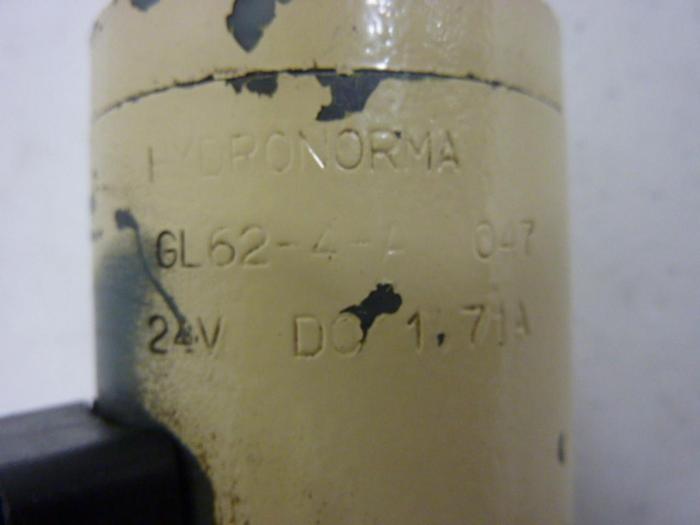 HYDRONORMA
GL62-4-A 047
24V DC 1.71A